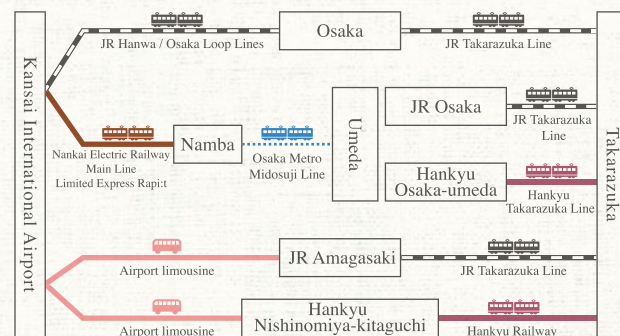 Kansai International Airport
JR Hanwa / Osaka Loop Lines
Osaka
JR Takarazuka Line
Nankai Electric Railway
Main Line
Limited Express Rapi:t
Namba
Osaka Metro
Midosuji Line
Umeda
JR Osaka
JR Takarazuka
Line
Hankyu
Osaka-umeda
Hankyu
Takarazuka Line
Airport limousine
JR Amagasaki
JR Takarazuka Line
Airport limousine
Hankyu
Nishinomiya-kitaguchi
Hankyu Railway
Takarazuka